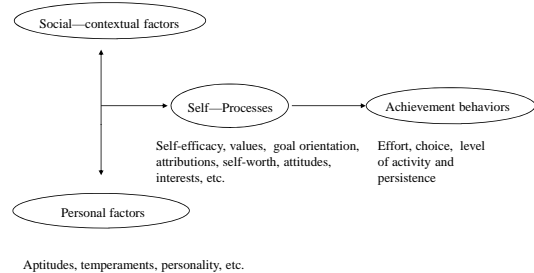 Social—contextual factors
Self—Processes
Achievement behaviors
Self-efficacy, values, goal orientation,
attributions, self-worth, attitudes,
interests, etc.
Effort, choice, level
of activity and
persistence
Personal factors
Aptitudes, temperaments, personality, etc.